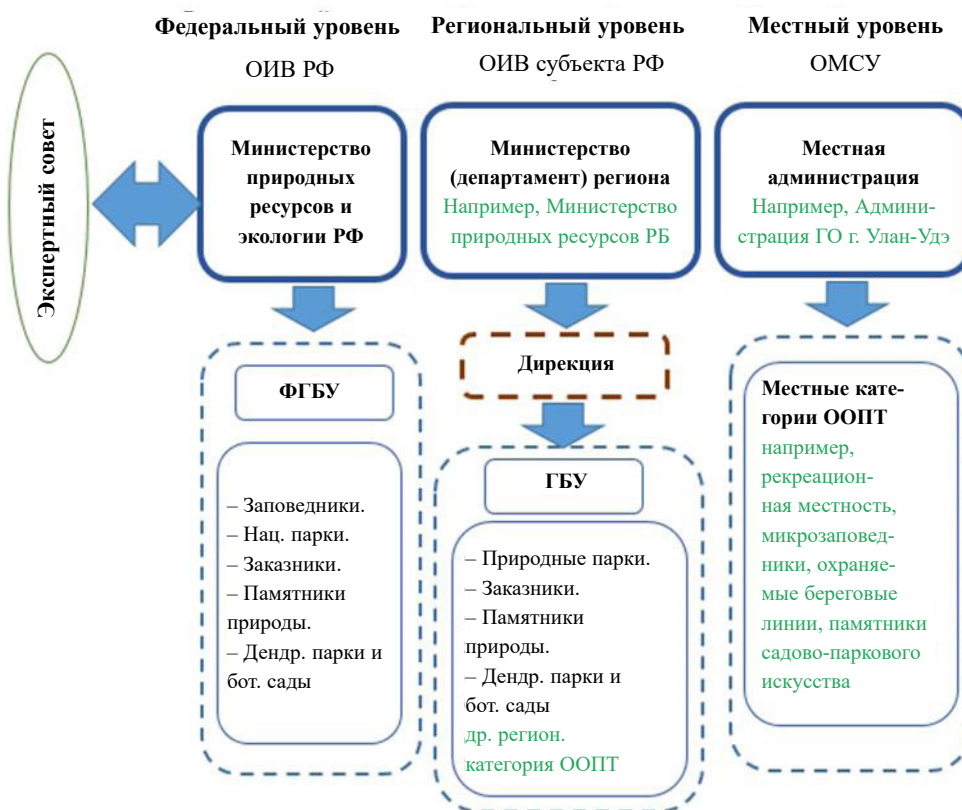 Федеральный уровень
ОИВ РФ
Региональный уровень
ОИВ субъекта РФ
Местный уровень
ОМСУ
Экспертный совет
Министерство
природных
ресурсов и
экологии РФ
Министерство
(департамент) региона
Например, Министерство
природных ресурсов РБ
Местная
администрация
Например, Админи-
страция ГО г. Улан-Удэ
ФГБУ
– Заповедники.
– Нац. парки.
– Заказники.
– Памятники
природы.
– Дендр. парки и
бот. сады
Дирекция
ГБУ
– Природные парки.
– Заказники.
– Памятники
природы.
– Дендр. парки и
бот. сады
др. регион.
категория ООПТ
Местные кате-
гории ООПТ
например,
рекреацион-
ная местность,
микрозаповед-
ники, охраняе-
мые береговые
линии, памятники
садово-паркового
искусства